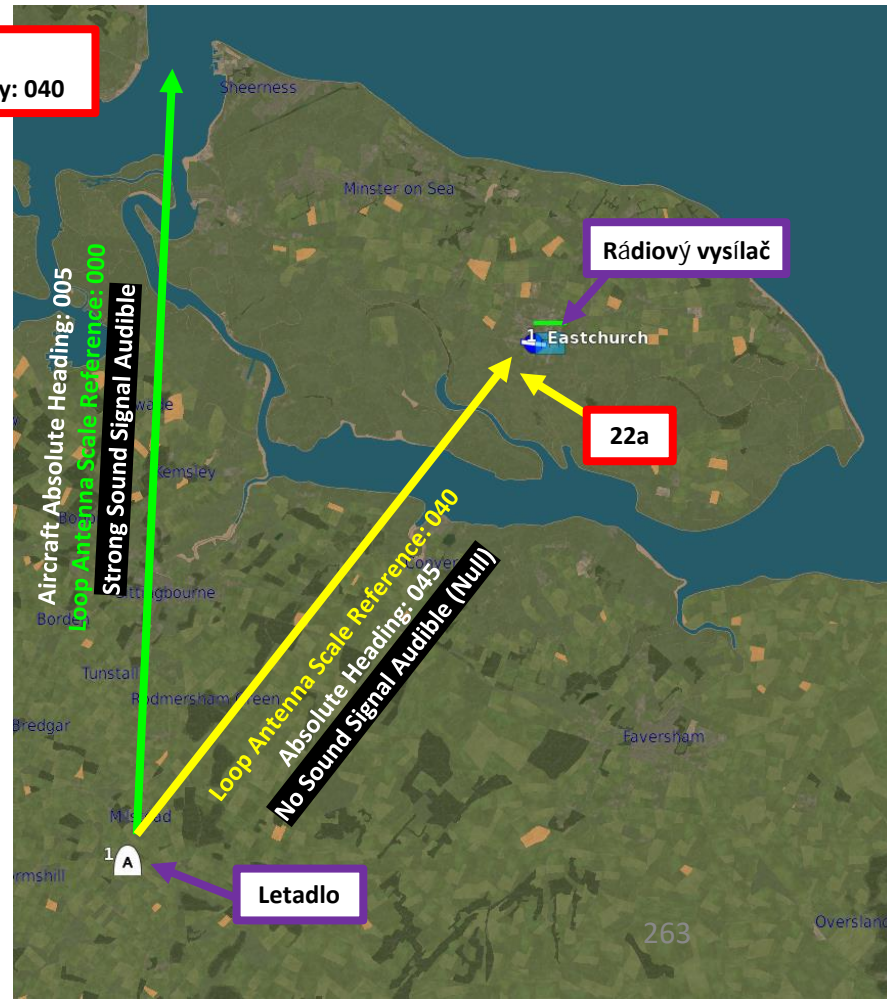 y: 040
Sheerness
Minster on Sea
Rádiový vysílač
1 Eastchurch
22a
Aircraft Absolute Heading: 005
Loop Antenna Scale Reference: 000
Strong Sound Signal Audible
Kemsley
Sittingbourne
Borden
Tunstall
Rodmersham Green
Bredgar
Loop Antenna Scale Reference: 040
Absolute Heading: 045
No Sound Signal Audible (Null)
Faversham
1 A
Letadlo
263